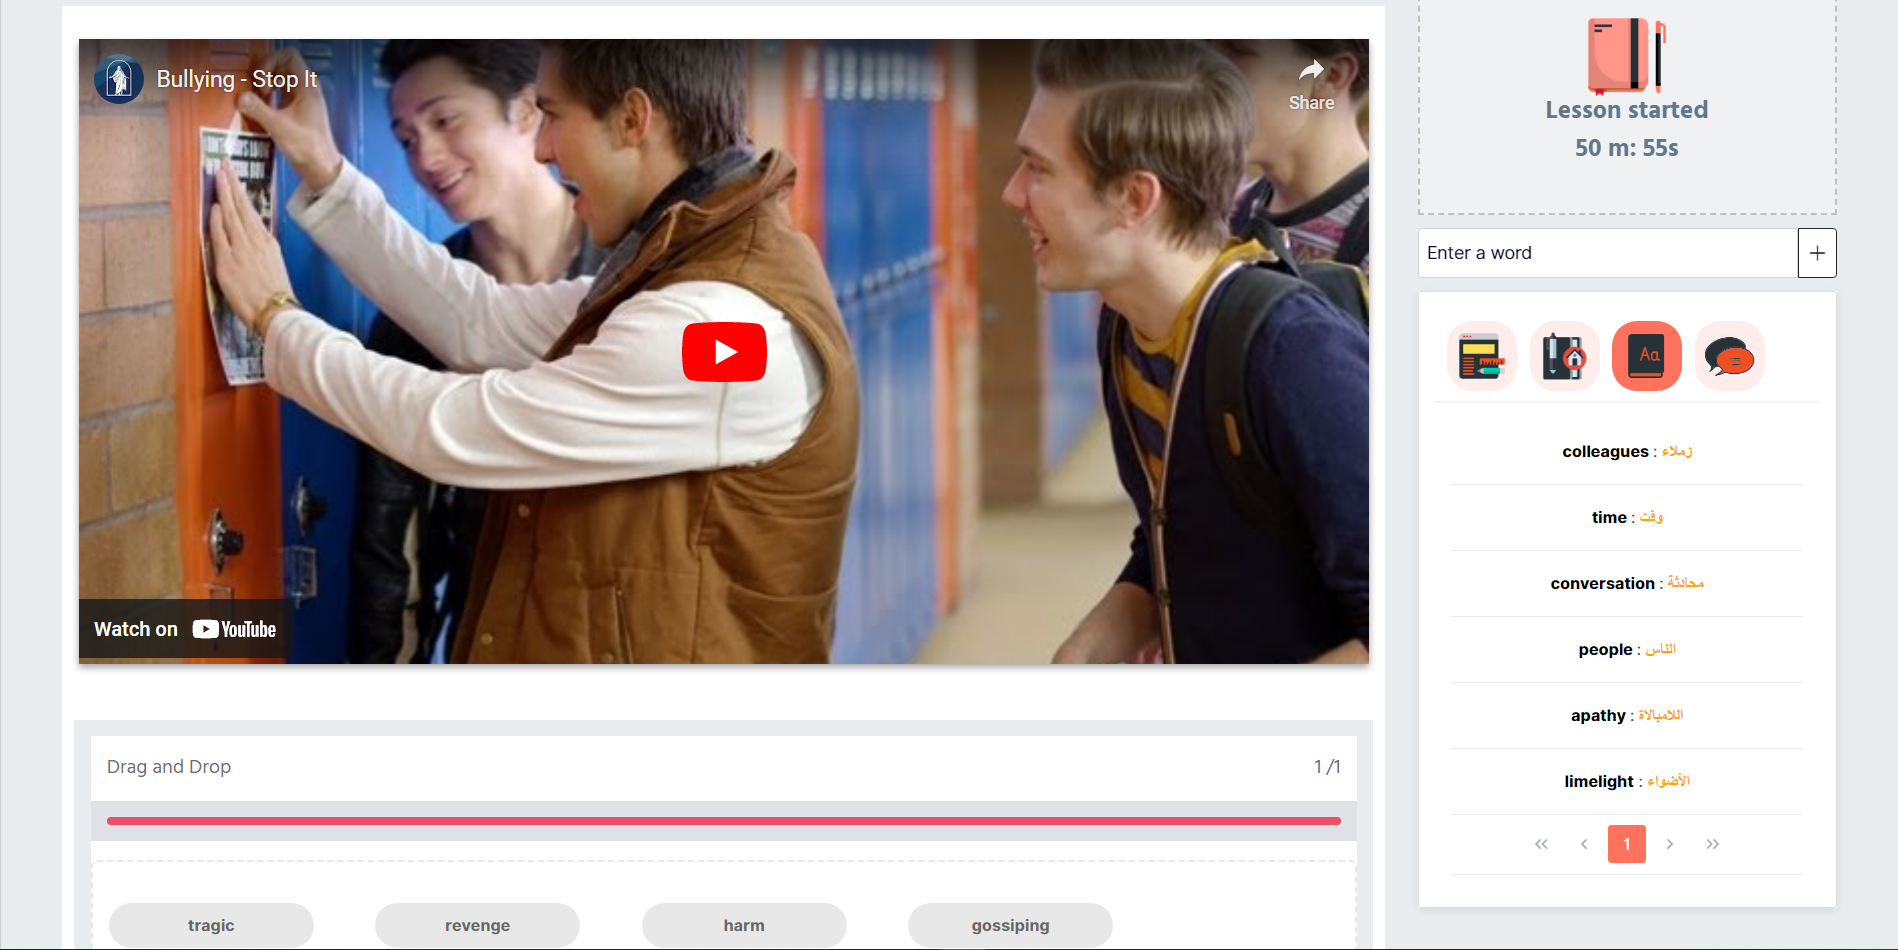 Bullying - Stop It
Share
Watch on YouTube
Drag and Drop
1 /1
tragic
revenge
harm
gossiping
Lesson started
50 m: 55s
Enter a word
Aa
colleagues : زملاء
time : وقت
conversation : محادثة
people : الناس
apathy : اللامبالاة
limelight : الأضواء
1